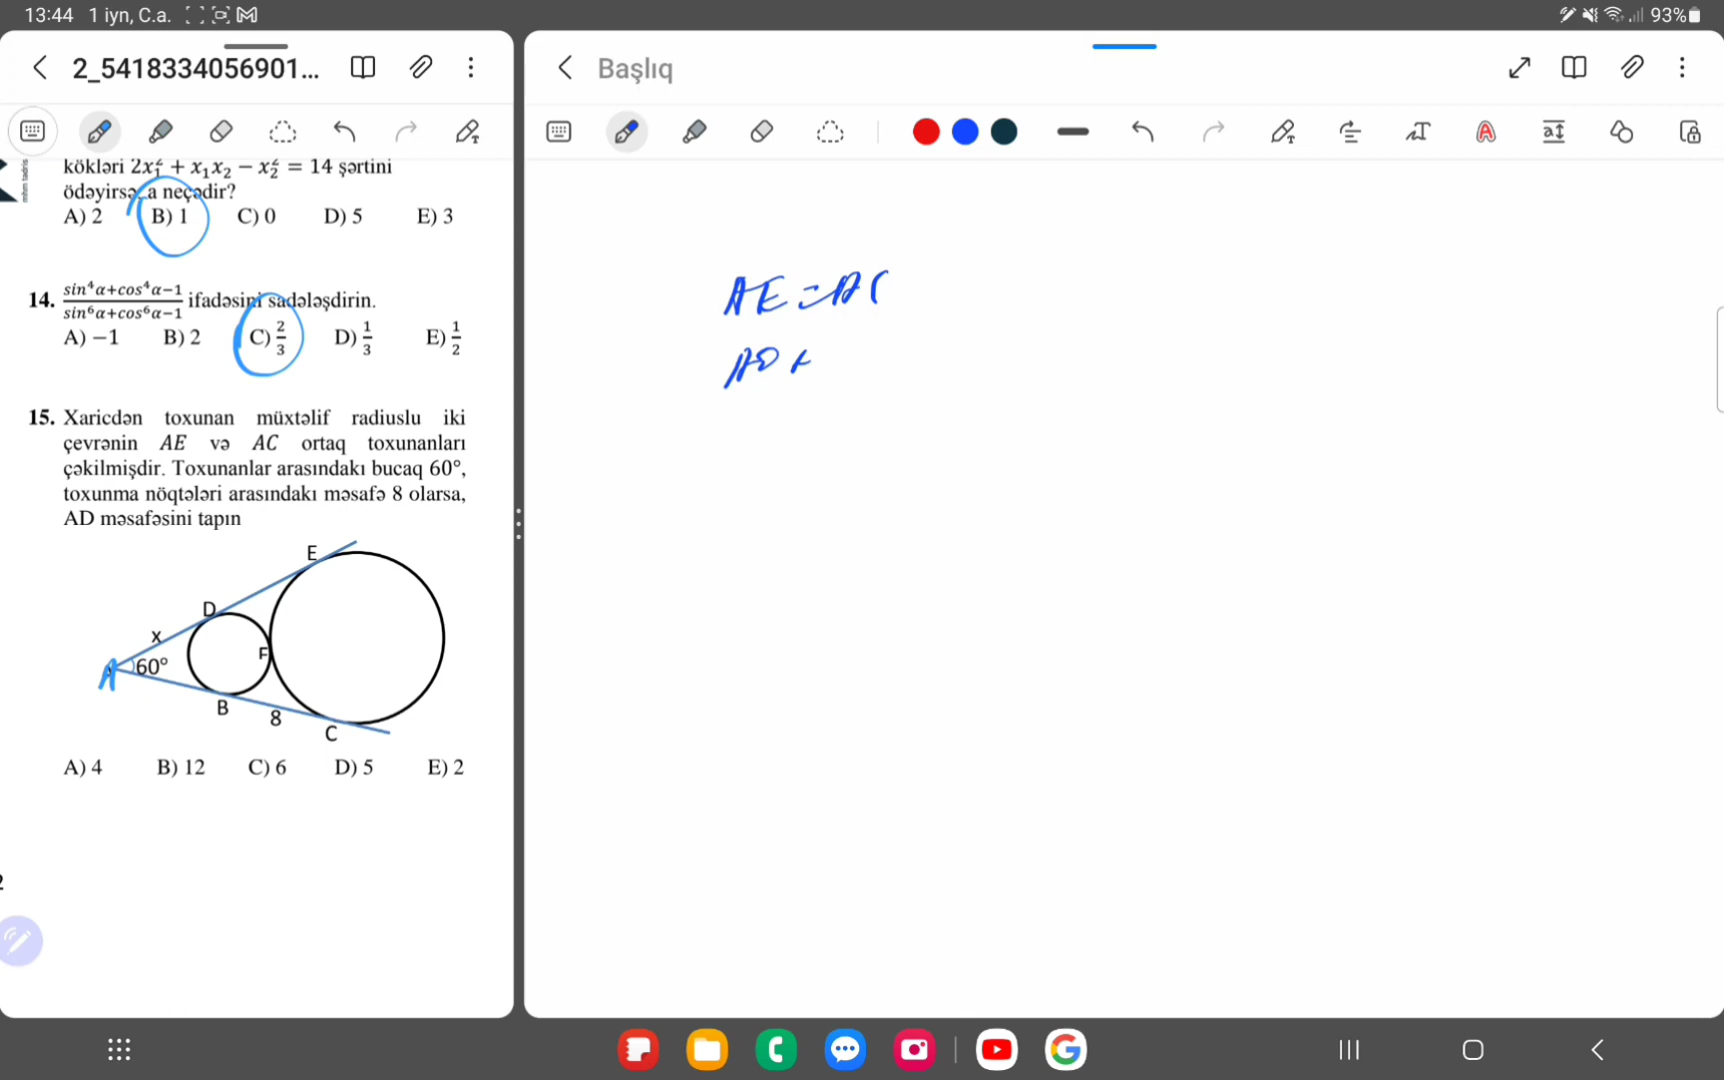 13:44 1 iyn, C.a. 93%
2_5418334056901...
kökləri 2x₁² + x₁x₂ − x₂² = 14 şərtini
ödəyirsə, a neçədir?
A) 2 B) 1 C) 0 D) 5 E) 3
14. (sin⁴α+cos⁴α−1)/(sin⁶α+cos⁶α−1) ifadəsini sadələşdirin.
A) −1 B) 2 C) 2/3 D) 1/3 E) 1/2
15. Xaricdən toxunan müxtəlif radiuslu iki
çevrənin AE və AC ortaq toxunanları
çəkilmişdir. Toxunanlar arasındakı bucaq 60°,
toxunma nöqtələri arasındakı məsafə 8 olarsa,
AD məsafəsini tapın
E
D
x
F
A 60°
B
8
C
A) 4 B) 12 C) 6 D) 5 E) 2
Başlıq
AE = AC
AD